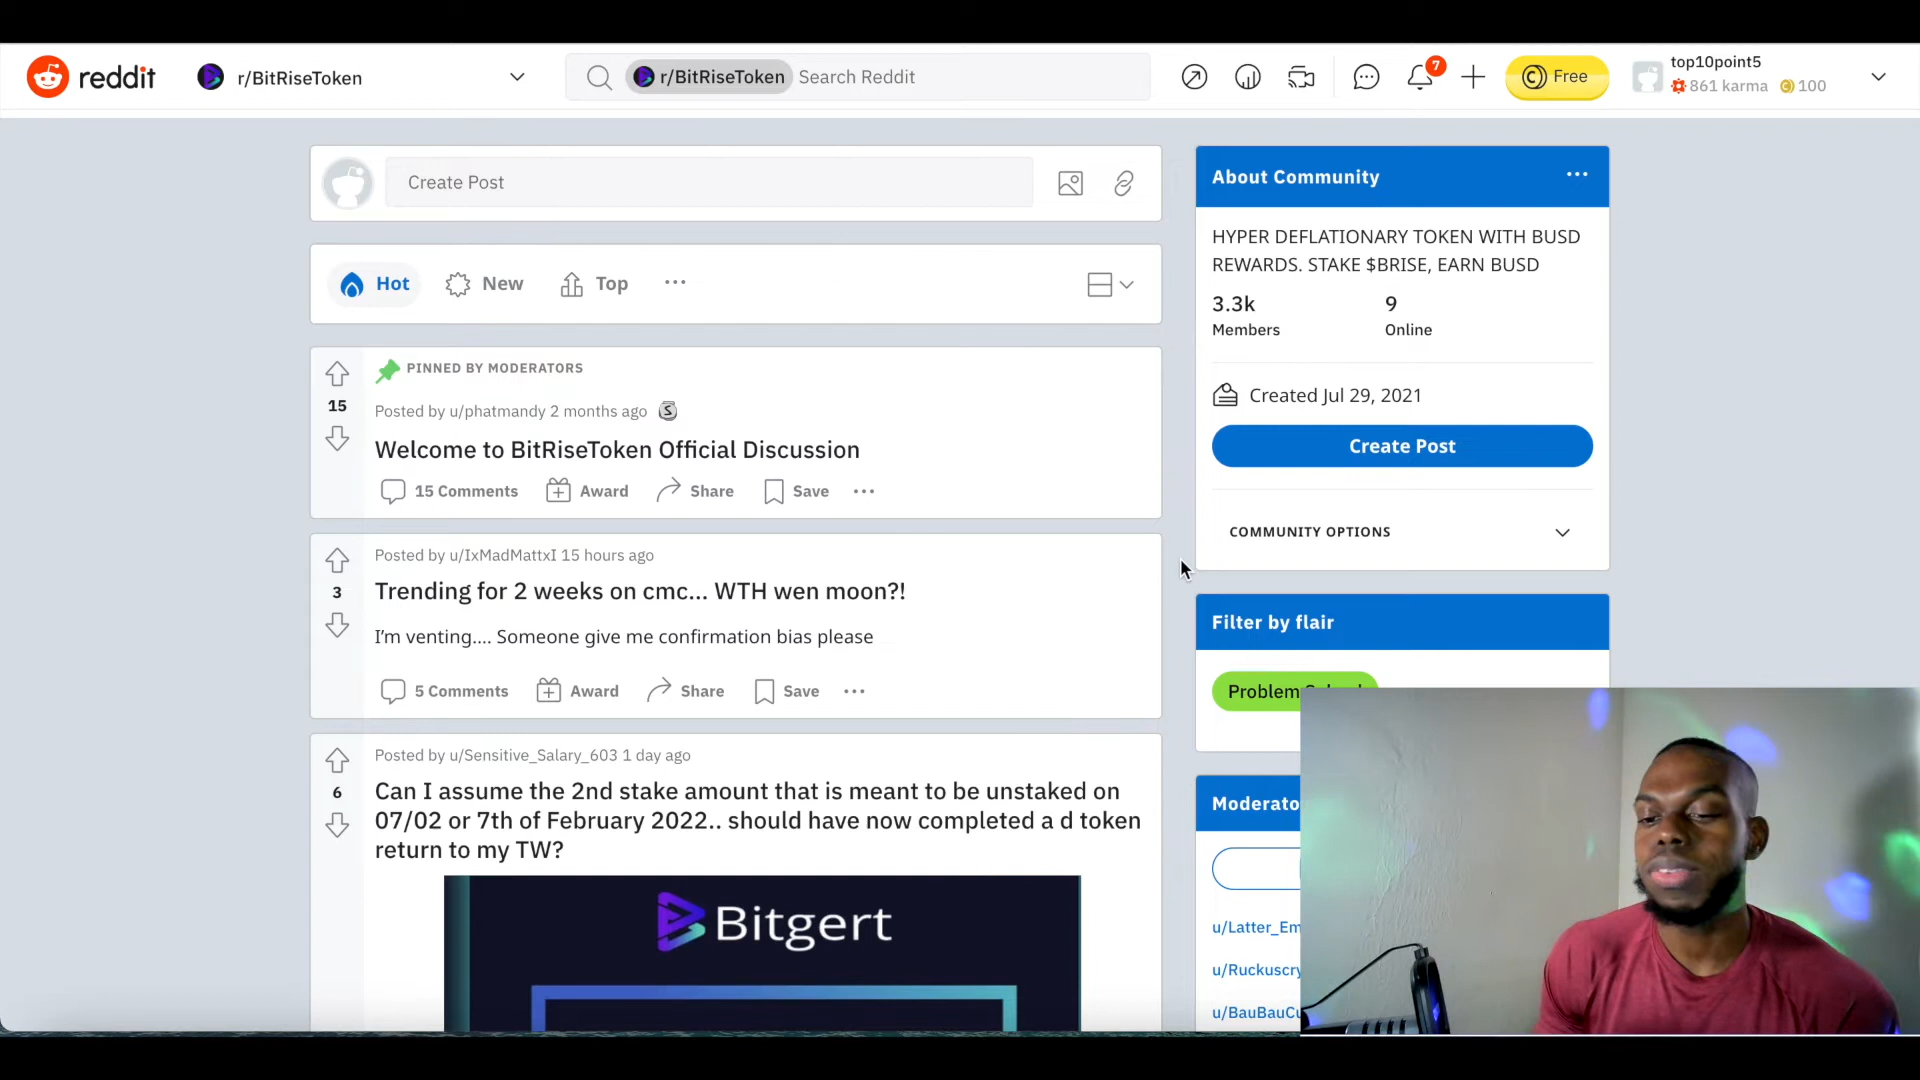 reddit
r/BitRiseToken
r/BitRiseToken Search Reddit
7
Free
top10point5
861 karma 100
Create Post
Hot
New
Top
PINNED BY MODERATORS
15
Posted by u/phatmandy 2 months ago
Welcome to BitRiseToken Official Discussion
15 Comments
Award
Share
Save
3
Posted by u/IxMadMattxI 15 hours ago
Trending for 2 weeks on cmc... WTH wen moon?!
I'm venting.... Someone give me confirmation bias please
5 Comments
Award
Share
Save
6
Posted by u/Sensitive_Salary_603 1 day ago
Can I assume the 2nd stake amount that is meant to be unstaked on
07/02 or 7th of February 2022.. should have now completed a d token
return to my TW?
Bitgert
About Community
HYPER DEFLATIONARY TOKEN WITH BUSD
REWARDS. STAKE $BRISE, EARN BUSD
3.3k
Members
9
Online
Created Jul 29, 2021
Create Post
COMMUNITY OPTIONS
Filter by flair
Problem
Moderato
u/Latter_Em
u/Ruckuscry
u/BauBauCu